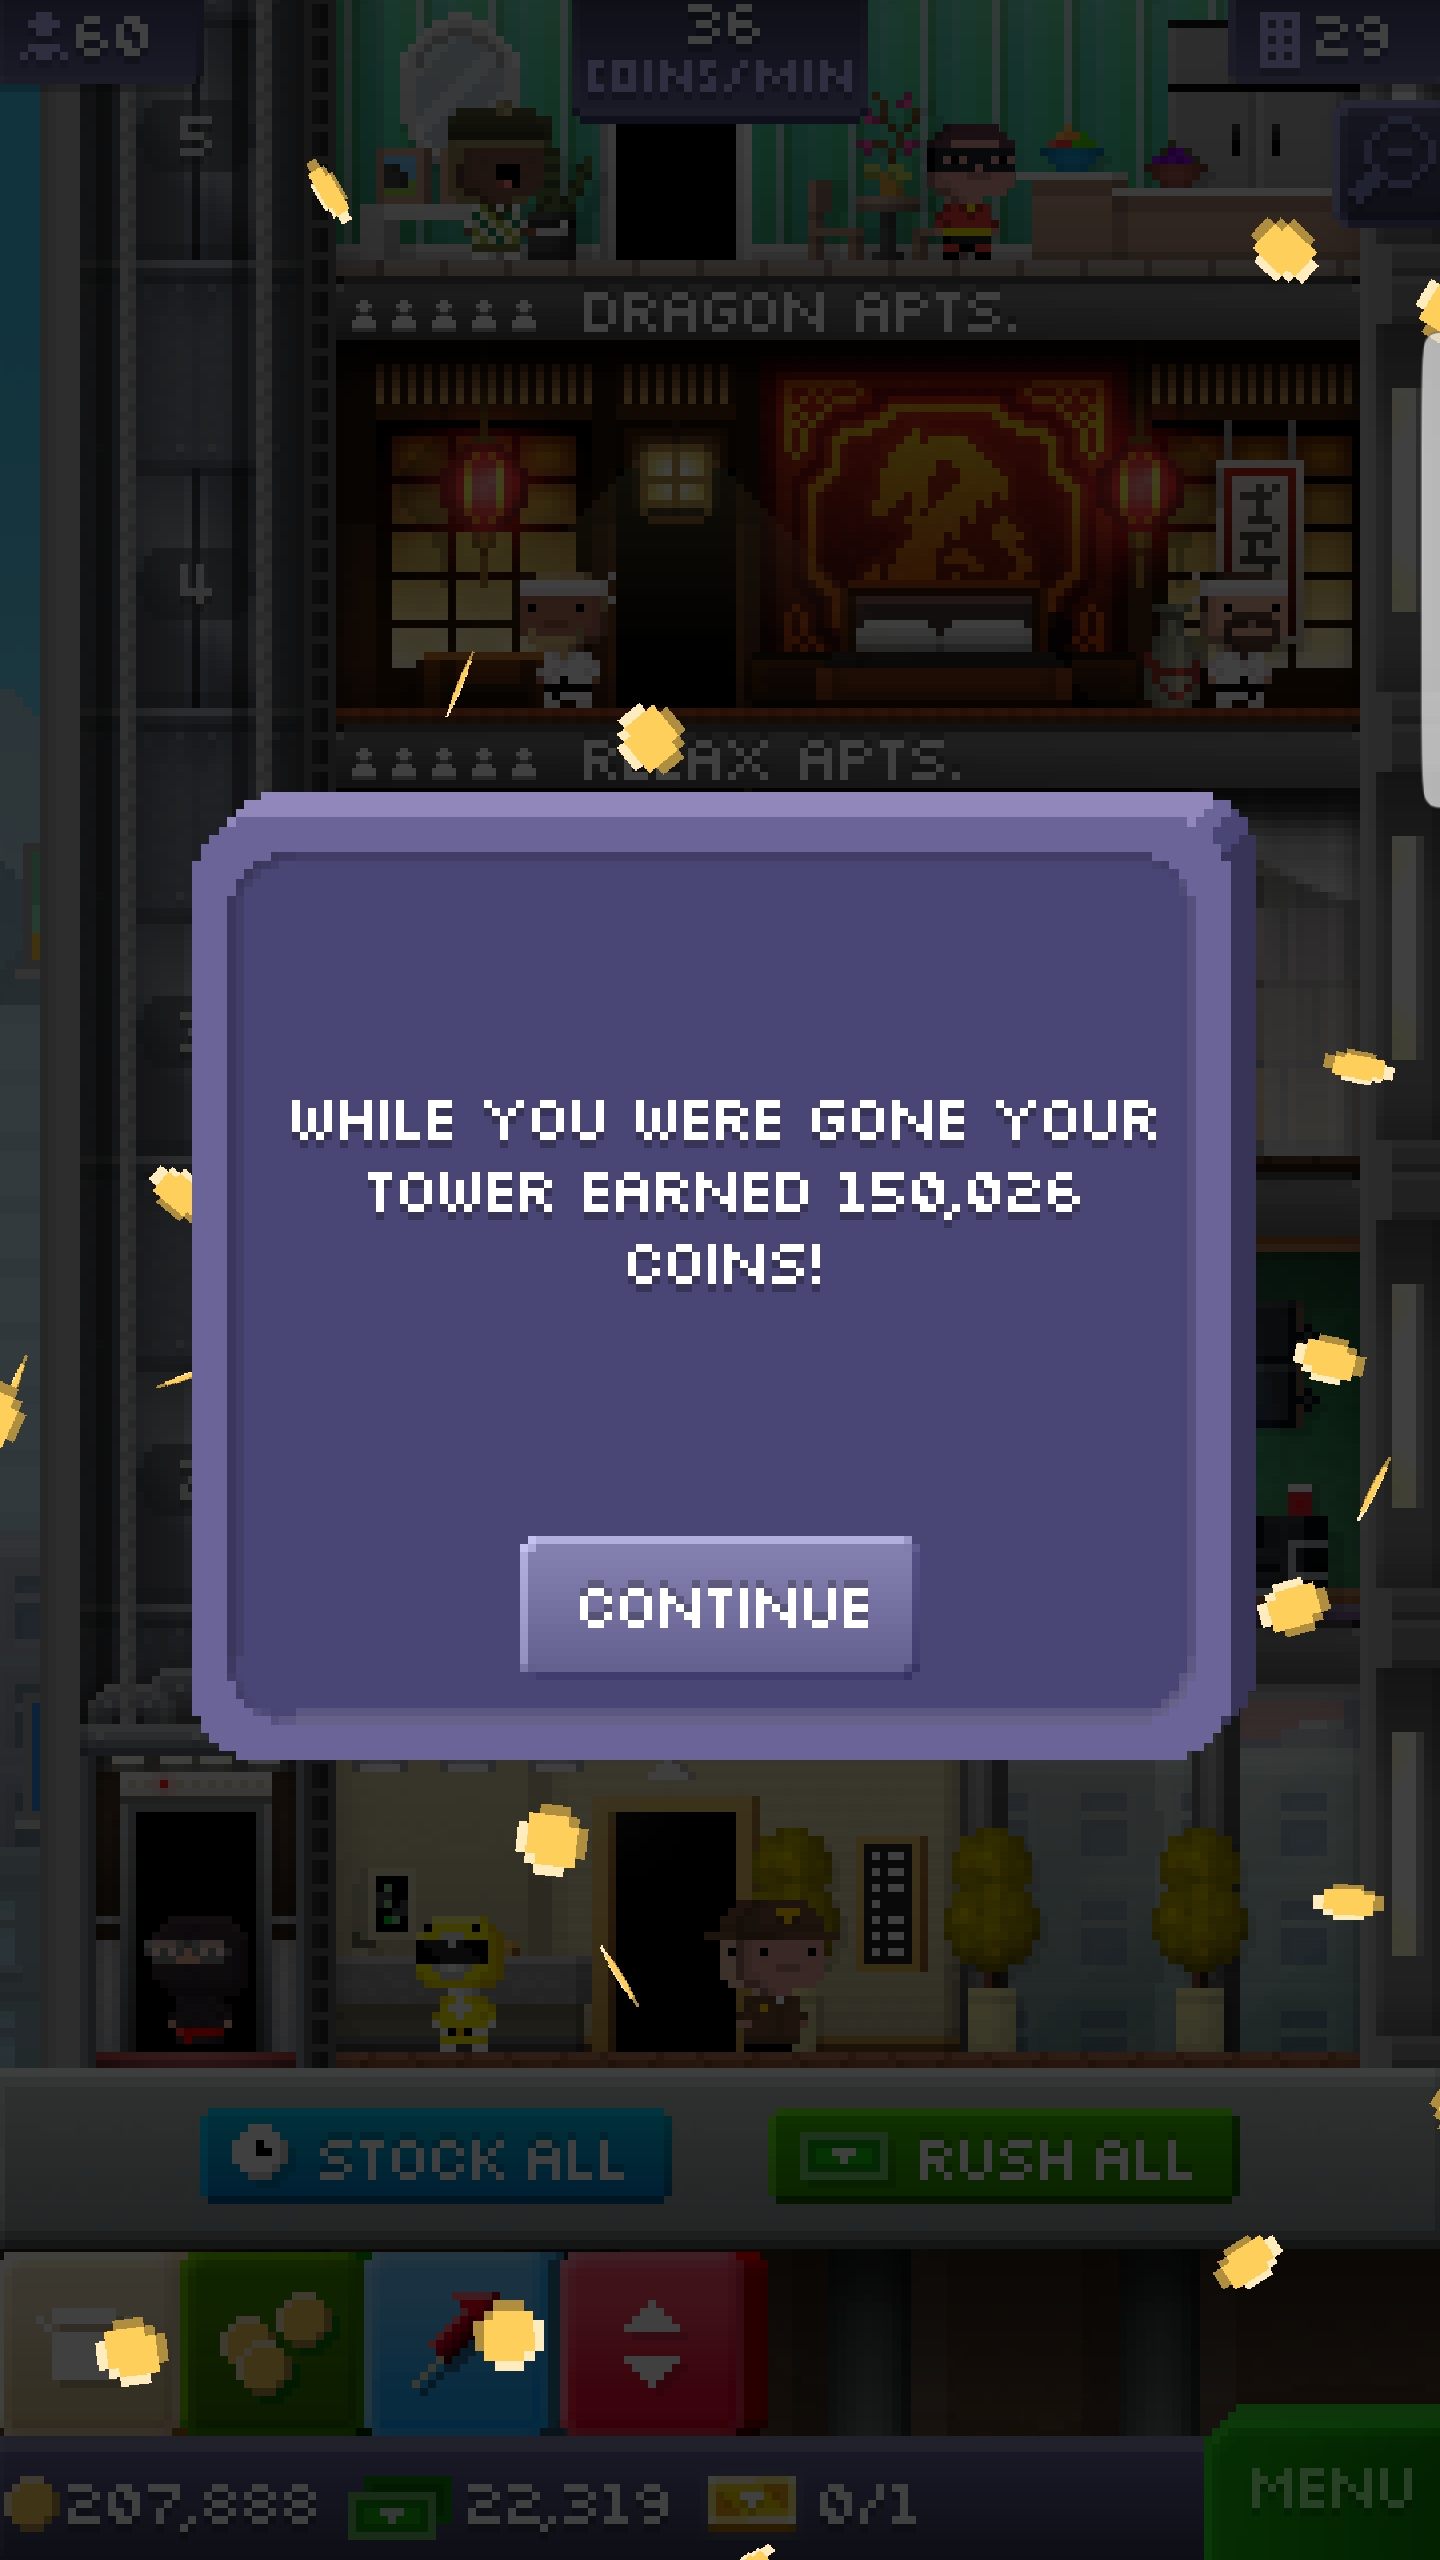 60
36
COINS/MIN
29
5
DRAGON APTS.
4
RELAX APTS.
WHILE YOU WERE GONE YOUR
TOWER EARNED 150,026
COINS!
CONTINUE
STOCK ALL
RUSH ALL
207,888
22,319
0/1
MENU